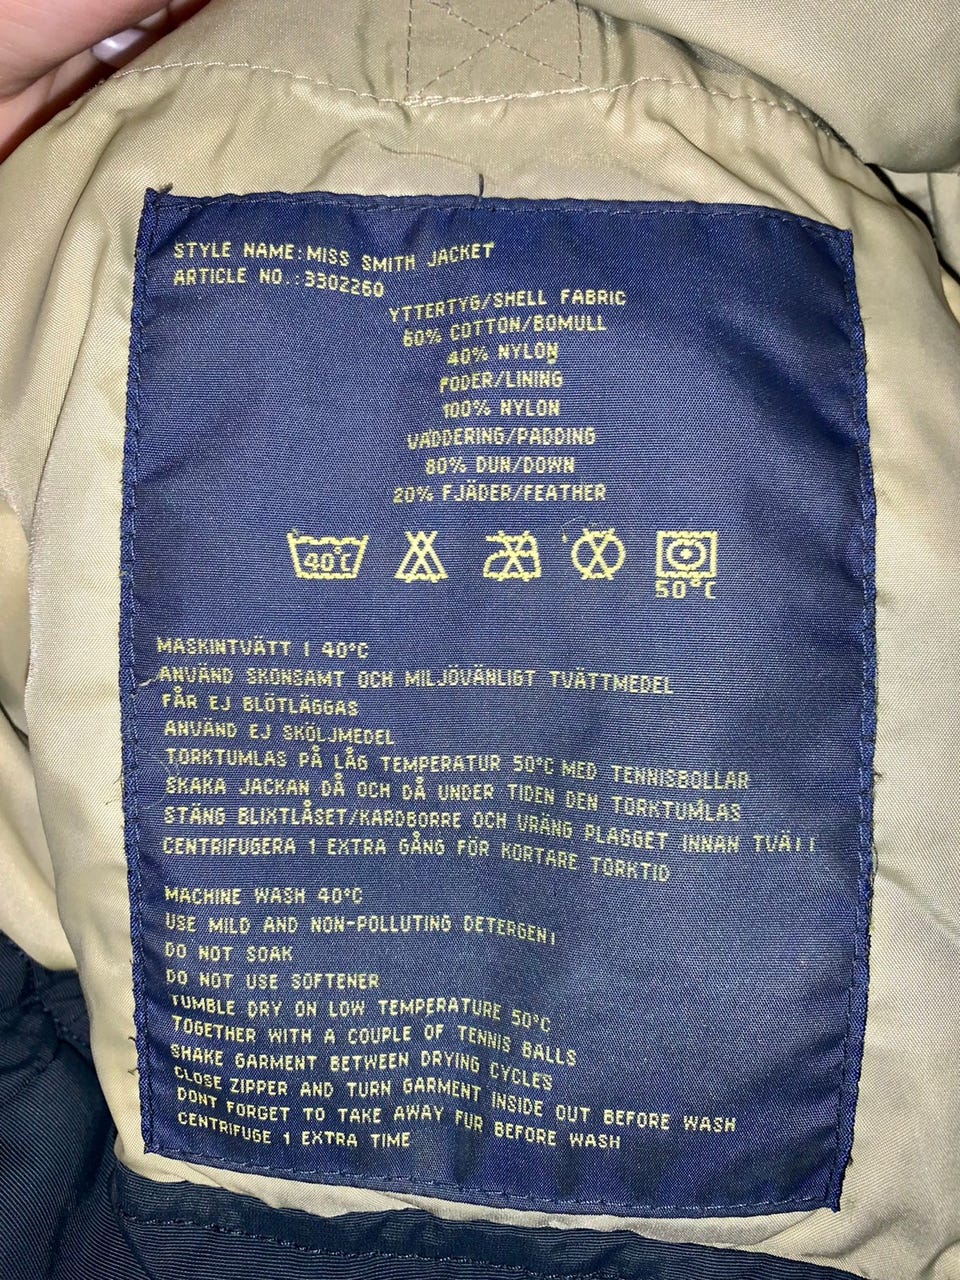 STYLE NAME: MISS SMITH JACKET
ARTICLE NO.: 3302260
YTTERTYG/SHELL FABRIC
60% COTTON/BOMULL
40% NYLON
FODER/LINING
100% NYLON
VADDERING/PADDING
80% DUN/DOWN
20% FJÄDER/FEATHER
40°C
50°C
MASKINTVÄTT I 40°C
ANVÄND SKONSAMT OCH MILJÖVÄNLIGT TVÄTTMEDEL
FÅR EJ BLÖTLÄGGAS
ANVÄND EJ SKÖLJMEDEL
TORKTUMLAS PÅ LÅG TEMPERATUR 50°C MED TENNISBOLLAR
SKAKA JACKAN DÅ OCH DÅ UNDER TIDEN DEN TORKTUMLAS
STÄNG BLIXTLÅSET/KARDBORRE OCH VRÄNG PLAGGET INNAN TVÄTT
CENTRIFUGERA 1 EXTRA GÅNG FÖR KORTARE TORKTID
MACHINE WASH 40°C
USE MILD AND NON-POLLUTING DETERGENT
DO NOT SOAK
DO NOT USE SOFTENER
TUMBLE DRY ON LOW TEMPERATURE 50°C
TOGETHER WITH A COUPLE OF TENNIS BALLS
SHAKE GARMENT BETWEEN DRYING CYCLES
CLOSE ZIPPER AND TURN GARMENT INSIDE OUT BEFORE WASH
DONT FORGET TO TAKE AWAY FUR BEFORE WASH
CENTRIFUGE 1 EXTRA TIME